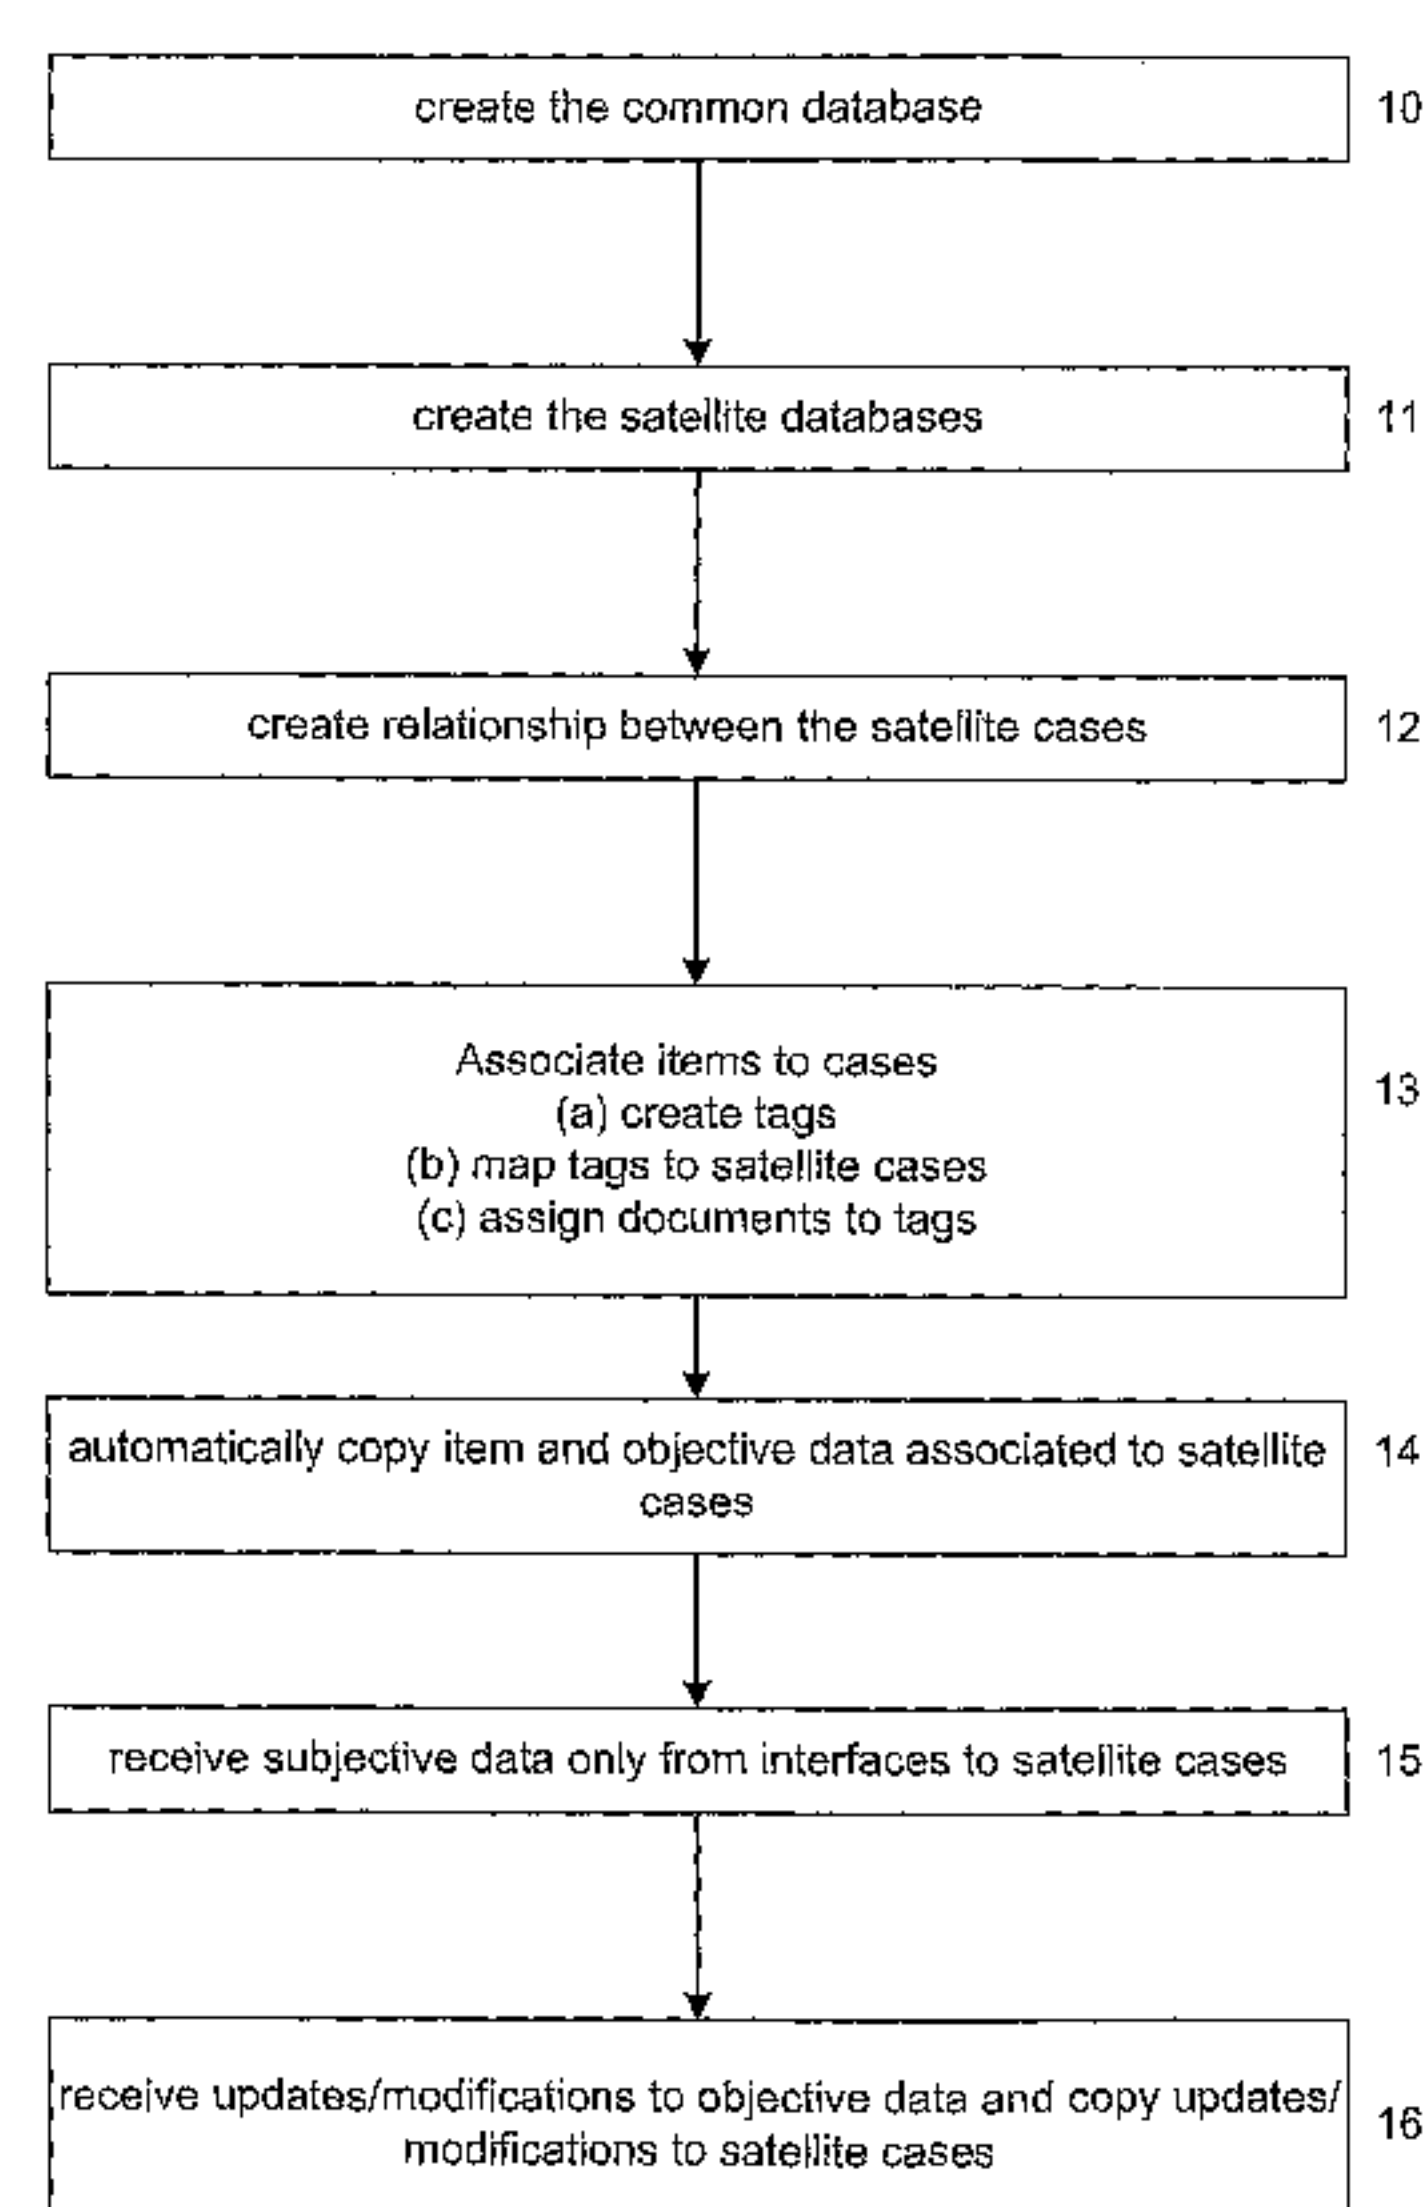 create the common database
10
create the satellite databases
11
create relationship between the satellite cases
12
Associate items to cases
(a) create tags
(b) map tags to satellite cases
(c) assign documents to tags
13
automatically copy item and objective data associated to satellite
cases
14
receive subjective data only from interfaces to satellite cases
15
receive updates/modifications to objective data and copy updates/
modifications to satellite cases
16